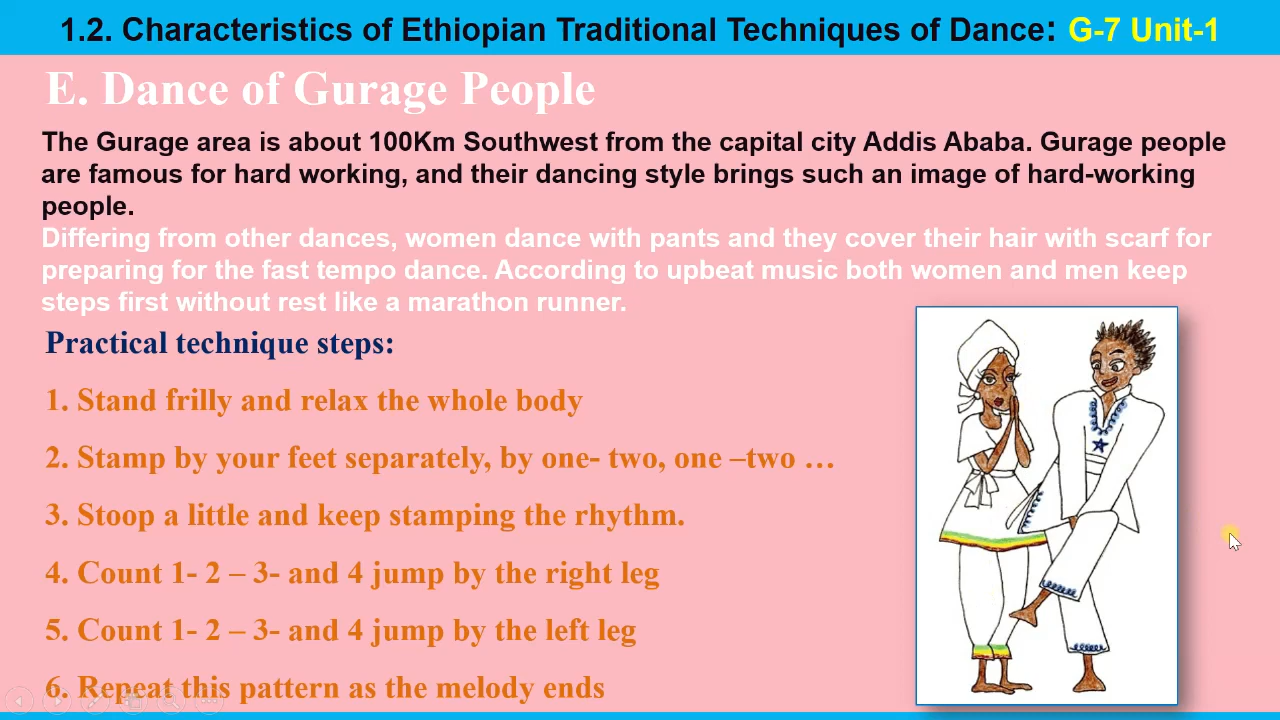 1.2. Characteristics of Ethiopian Traditional Techniques of Dance: G-7 Unit-1
E. Dance of Gurage People
The Gurage area is about 100Km Southwest from the capital city Addis Ababa. Gurage people
are famous for hard working, and their dancing style brings such an image of hard-working
people.
Differing from other dances, women dance with pants and they cover their hair with scarf for
preparing for the fast tempo dance. According to upbeat music both women and men keep
steps first without rest like a marathon runner.
Practical technique steps:
1. Stand frilly and relax the whole body
2. Stamp by your feet separately, by one- two, one –two …
3. Stoop a little and keep stamping the rhythm.
4. Count 1- 2 – 3- and 4 jump by the right leg
5. Count 1- 2 – 3- and 4 jump by the left leg
6. Repeat this pattern as the melody ends